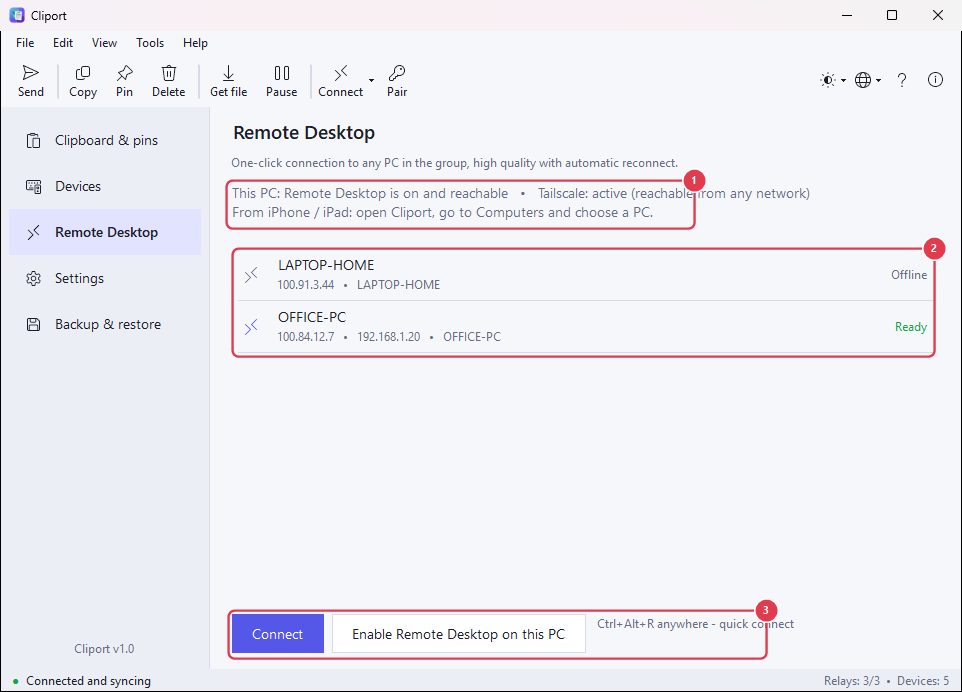 Cliport
File Edit View Tools Help
Send Copy Pin Delete Get file Pause Connect Pair
Clipboard & pins
Devices
Remote Desktop
Settings
Backup & restore
Cliport v1.0
Remote Desktop
One-click connection to any PC in the group, high quality with automatic reconnect.
1
This PC: Remote Desktop is on and reachable • Tailscale: active (reachable from any network)
From iPhone / iPad: open Cliport, go to Computers and choose a PC.
2
LAPTOP-HOME
100.91.3.44 • LAPTOP-HOME
Offline
OFFICE-PC
100.84.12.7 • 192.168.1.20 • OFFICE-PC
Ready
3
Connect
Enable Remote Desktop on this PC
Ctrl+Alt+R anywhere - quick connect
Connected and syncing
Relays: 3/3 • Devices: 5